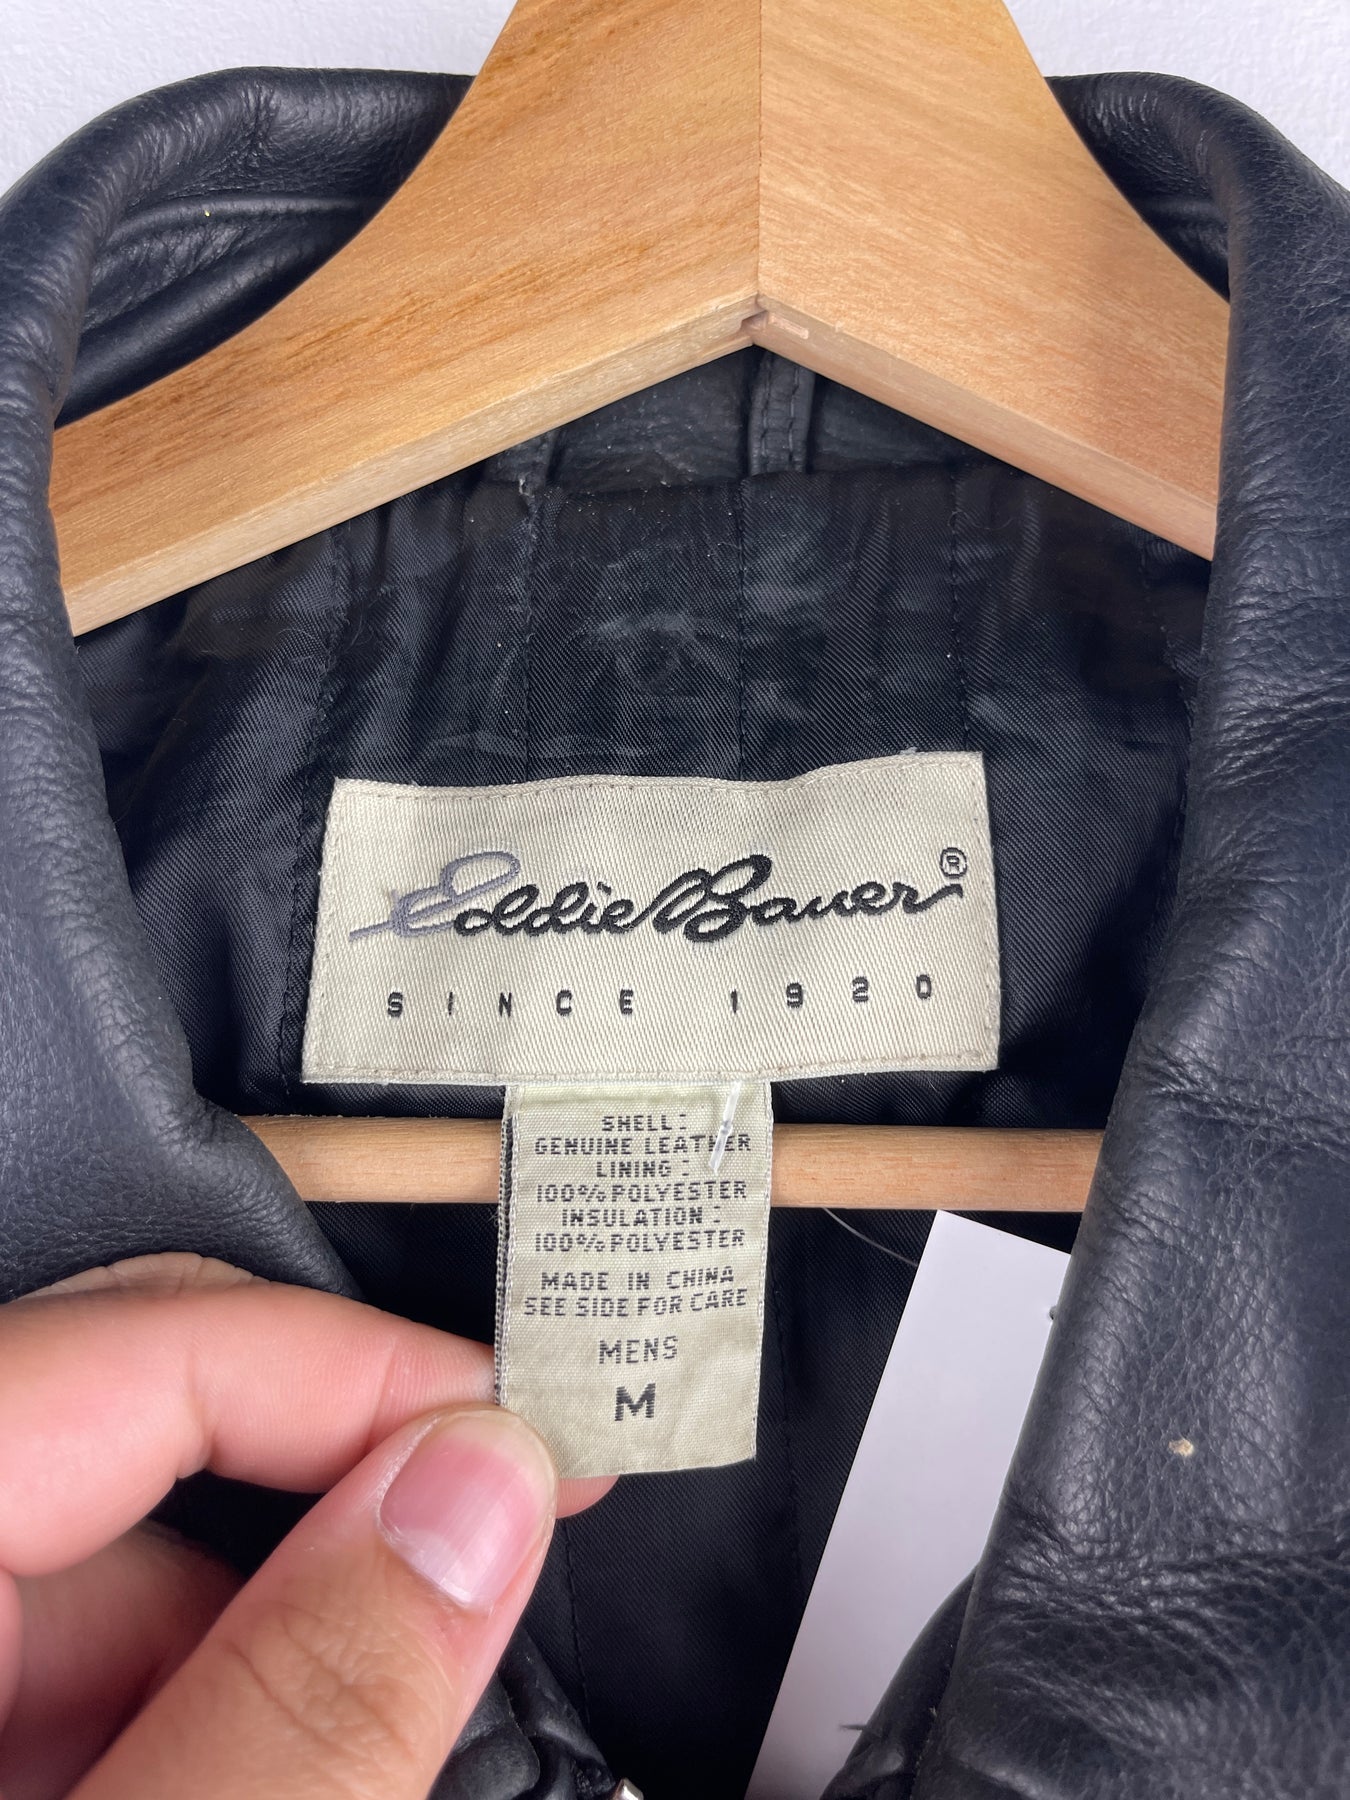 Eddie Bauer®
SINCE 1920
SHELL:
GENUINE LEATHER
LINING:
100% POLYESTER
INSULATION:
100% POLYESTER
MADE IN CHINA
SEE SIDE FOR CARE
MENS
M